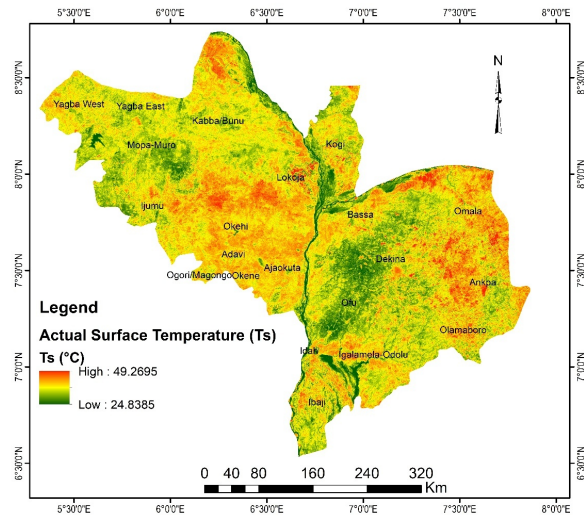 5°30'0"E 6°0'0"E 6°30'0"E 7°0'0"E 7°30'0"E 8°0'0"E
8°30'0"N 8°30'0"N
N
Yagba West Yagba East
Kabba/Bunu
Mopa-Muro Kogi
8°0'0"N Lokoja 8°0'0"N
Ijumu Bassa Omala
Okehi
Adavi Dekina
7°30'0"N Ogori/Magongo Okene Ajaokuta Ankpa 7°30'0"N
Ofu
Legend
Actual Surface Temperature (Ts) Olamaboro
Ts (°C) Idah Igalamela-Odolu
7°0'0"N High : 49.2695 7°0'0"N
Low : 24.8385 Ibaji
6°30'0"N 0 40 80 160 240 320 6°30'0"N
Km
5°30'0"E 6°0'0"E 6°30'0"E 7°0'0"E 7°30'0"E 8°0'0"E